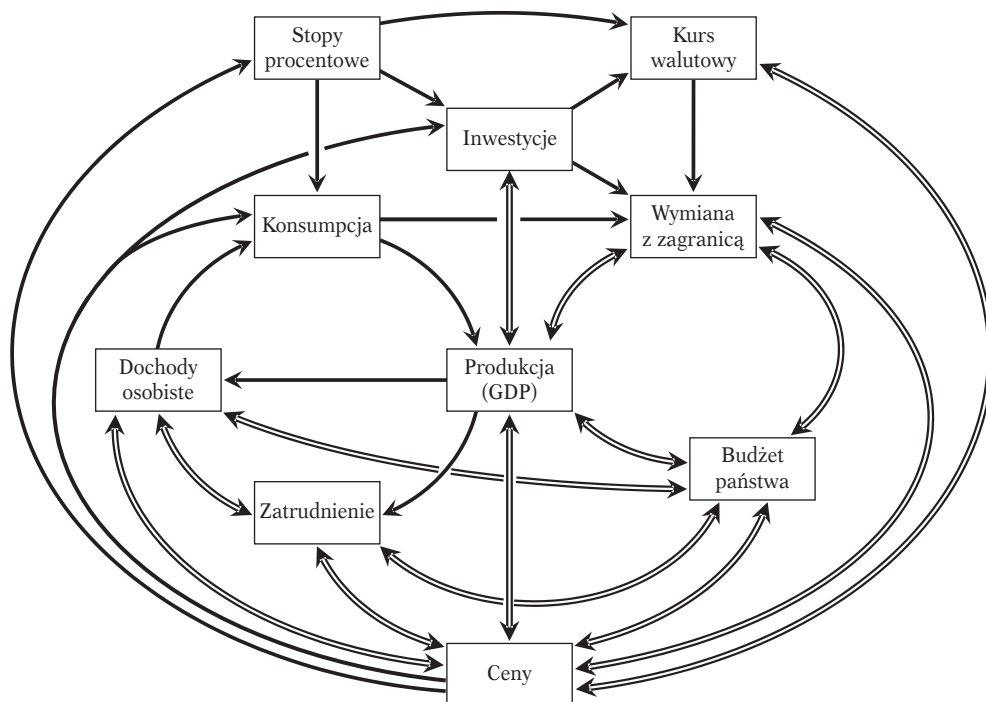 Stopy
procentowe
Kurs
walutowy
Inwestycje
Konsumpcja
Wymiana
z zagranicą
Dochody
osobiste
Produkcja
(GDP)
Budżet
państwa
Zatrudnienie
Ceny